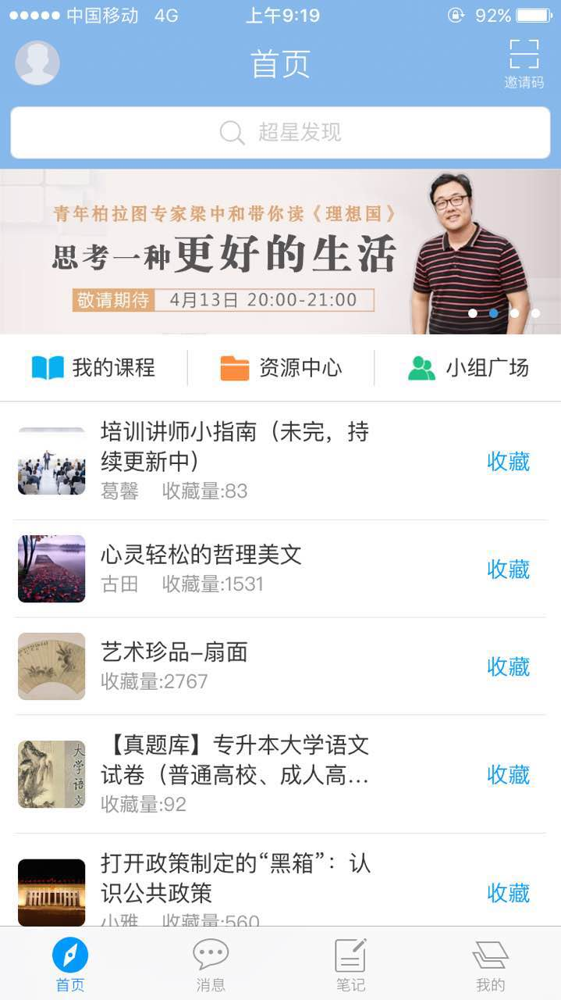 中国移动 4G 上午9:19 92%
首页
邀请码
超星发现
青年柏拉图专家梁中和带你读《理想国》
思考一种更好的生活
敬请期待 4月13日 20:00-21:00
我的课程 资源中心 小组广场
培训讲师小指南（未完，持
续更新中）
收藏
葛馨 收藏量:83
心灵轻松的哲理美文
收藏
古田 收藏量:1531
艺术珍品–扇面
收藏
收藏量:2767
大学语文
【真题库】专升本大学语文
试卷（普通高校、成人高...
收藏
收藏量:92
打开政策制定的“黑箱”：认
识公共政策
收藏
小雅 收藏量:560
首页 消息 笔记 我的